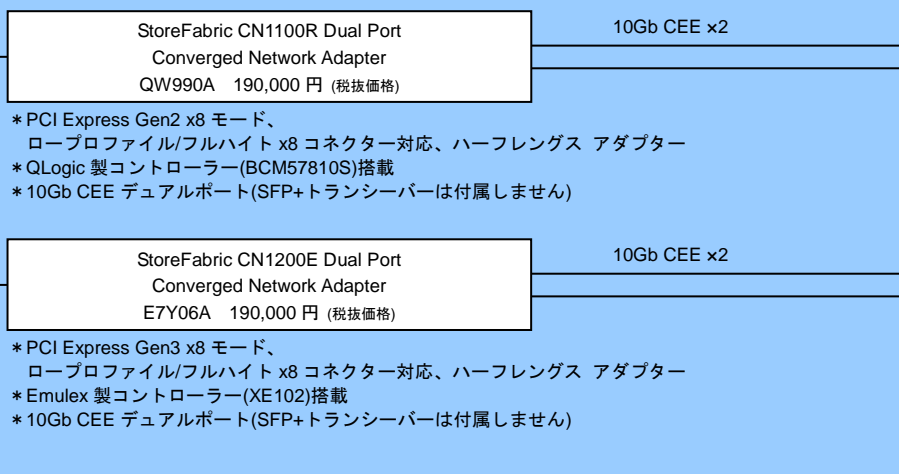 StoreFabric CN1100R Dual Port
Converged Network Adapter
QW990A 190,000 円 (税抜価格)
10Gb CEE ×2
*PCI Express Gen2 x8 モード、
ロープロファイル/フルハイト x8 コネクター対応、ハーフレングス アダプター
*QLogic 製コントローラー(BCM57810S)搭載
*10Gb CEE デュアルポート(SFP+トランシーバーは付属しません)
StoreFabric CN1200E Dual Port
Converged Network Adapter
E7Y06A 190,000 円 (税抜価格)
10Gb CEE ×2
*PCI Express Gen3 x8 モード、
ロープロファイル/フルハイト x8 コネクター対応、ハーフレングス アダプター
*Emulex 製コントローラー(XE102)搭載
*10Gb CEE デュアルポート(SFP+トランシーバーは付属しません)